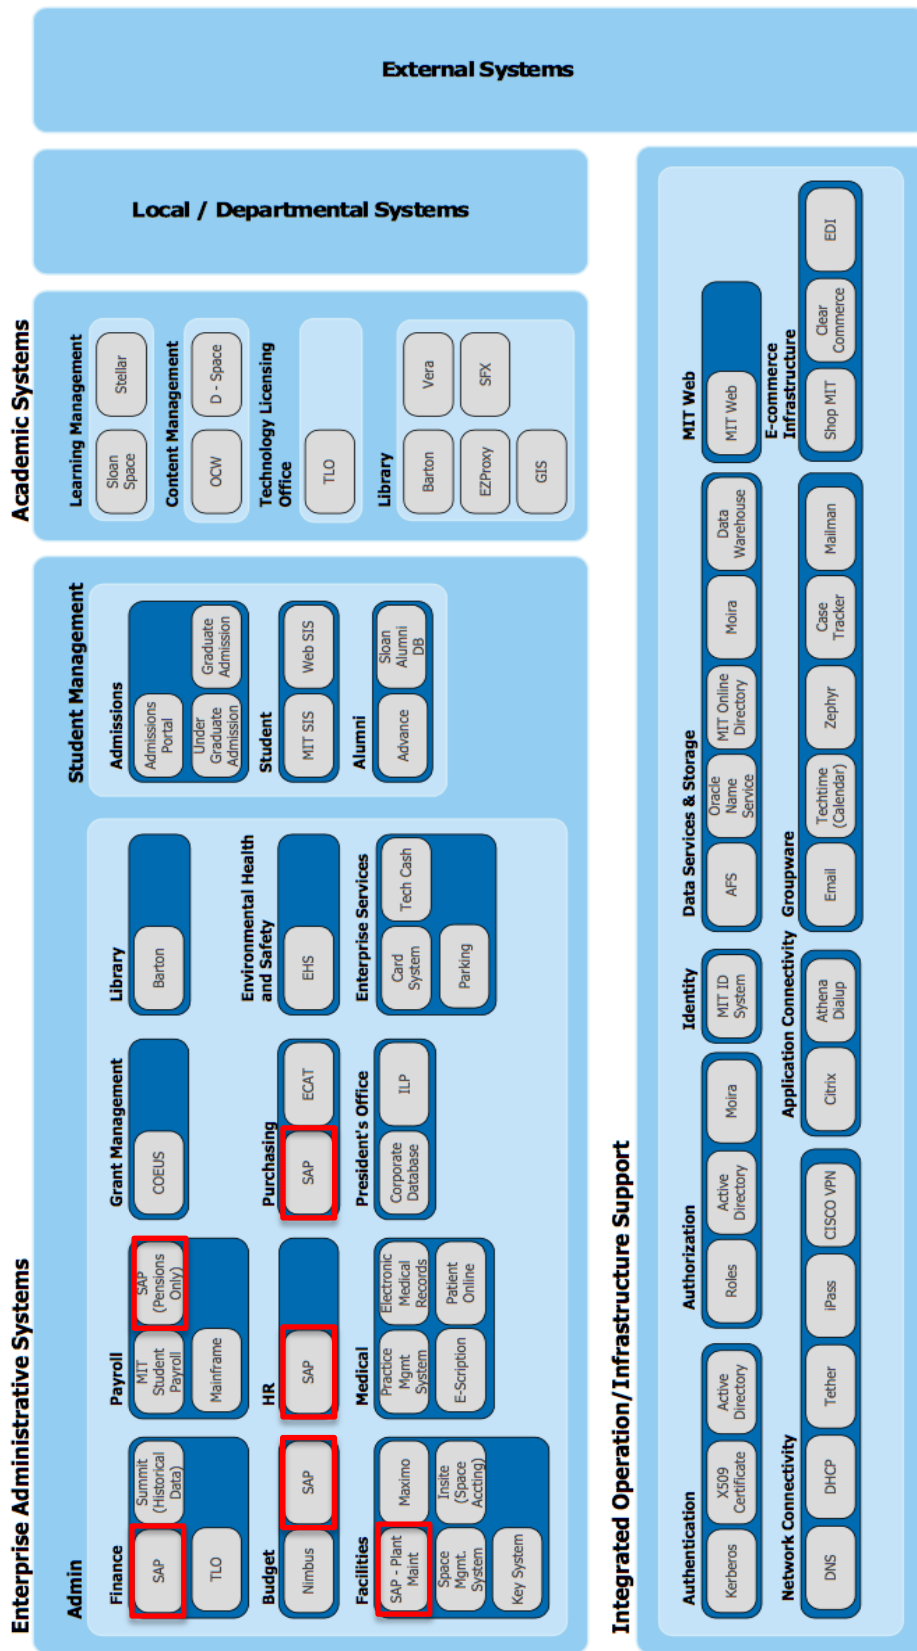 Enterprise Administrative Systems
Admin
Finance
SAP
Summit
(Historical
Data)
TLO
Payroll
MIT
Student
Payroll
SAP
(Pensions
Only)
Mainframe
Grant Management
COEUS
Library
Barton
Budget
Nimbus
SAP
HR
SAP
Purchasing
SAP
ECAT
Environmental Health
and Safety
EHS
Facilities
SAP - Plant
Maint
Maximo
Space
Mgmt.
System
Insite
(Space
Accting)
Key System
Medical
Practice
Mgmt
System
Electronic
Medical
Records
E-Scription
Patient
Online
President's Office
Corporate
Database
ILP
Enterprise Services
Card
System
Tech Cash
Parking
Student Management
Admissions
Admissions
Portal
Under
Graduate
Admission
Graduate
Admission
Student
MIT SIS
Web SIS
Alumni
Advance
Sloan
Alumni
DB
Academic Systems
Learning Management
Sloan
Space
Stellar
Content Management
OCW
D - Space
Technology Licensing
Office
TLO
Library
Barton
Vera
EZProxy
SFX
GIS
Local / Departmental Systems
External Systems
Integrated Operation/Infrastructure Support
Authentication
Kerberos
X509
Certificate
Active
Directory
Authorization
Roles
Active
Directory
Moira
Identity
MIT ID
System
Data Services & Storage
AFS
Oracle
Name
Service
MIT Online
Directory
Moira
Data
Warehouse
MIT Web
MIT Web
Network Connectivity
DNS
DHCP
Tether
iPass
CISCO VPN
Application Connectivity
Citrix
Athena
Dialup
Groupware
Email
Techtime
(Calendar)
Zephyr
Case
Tracker
Mailman
E-commerce
Infrastructure
Shop MIT
Clear
Commerce
EDI